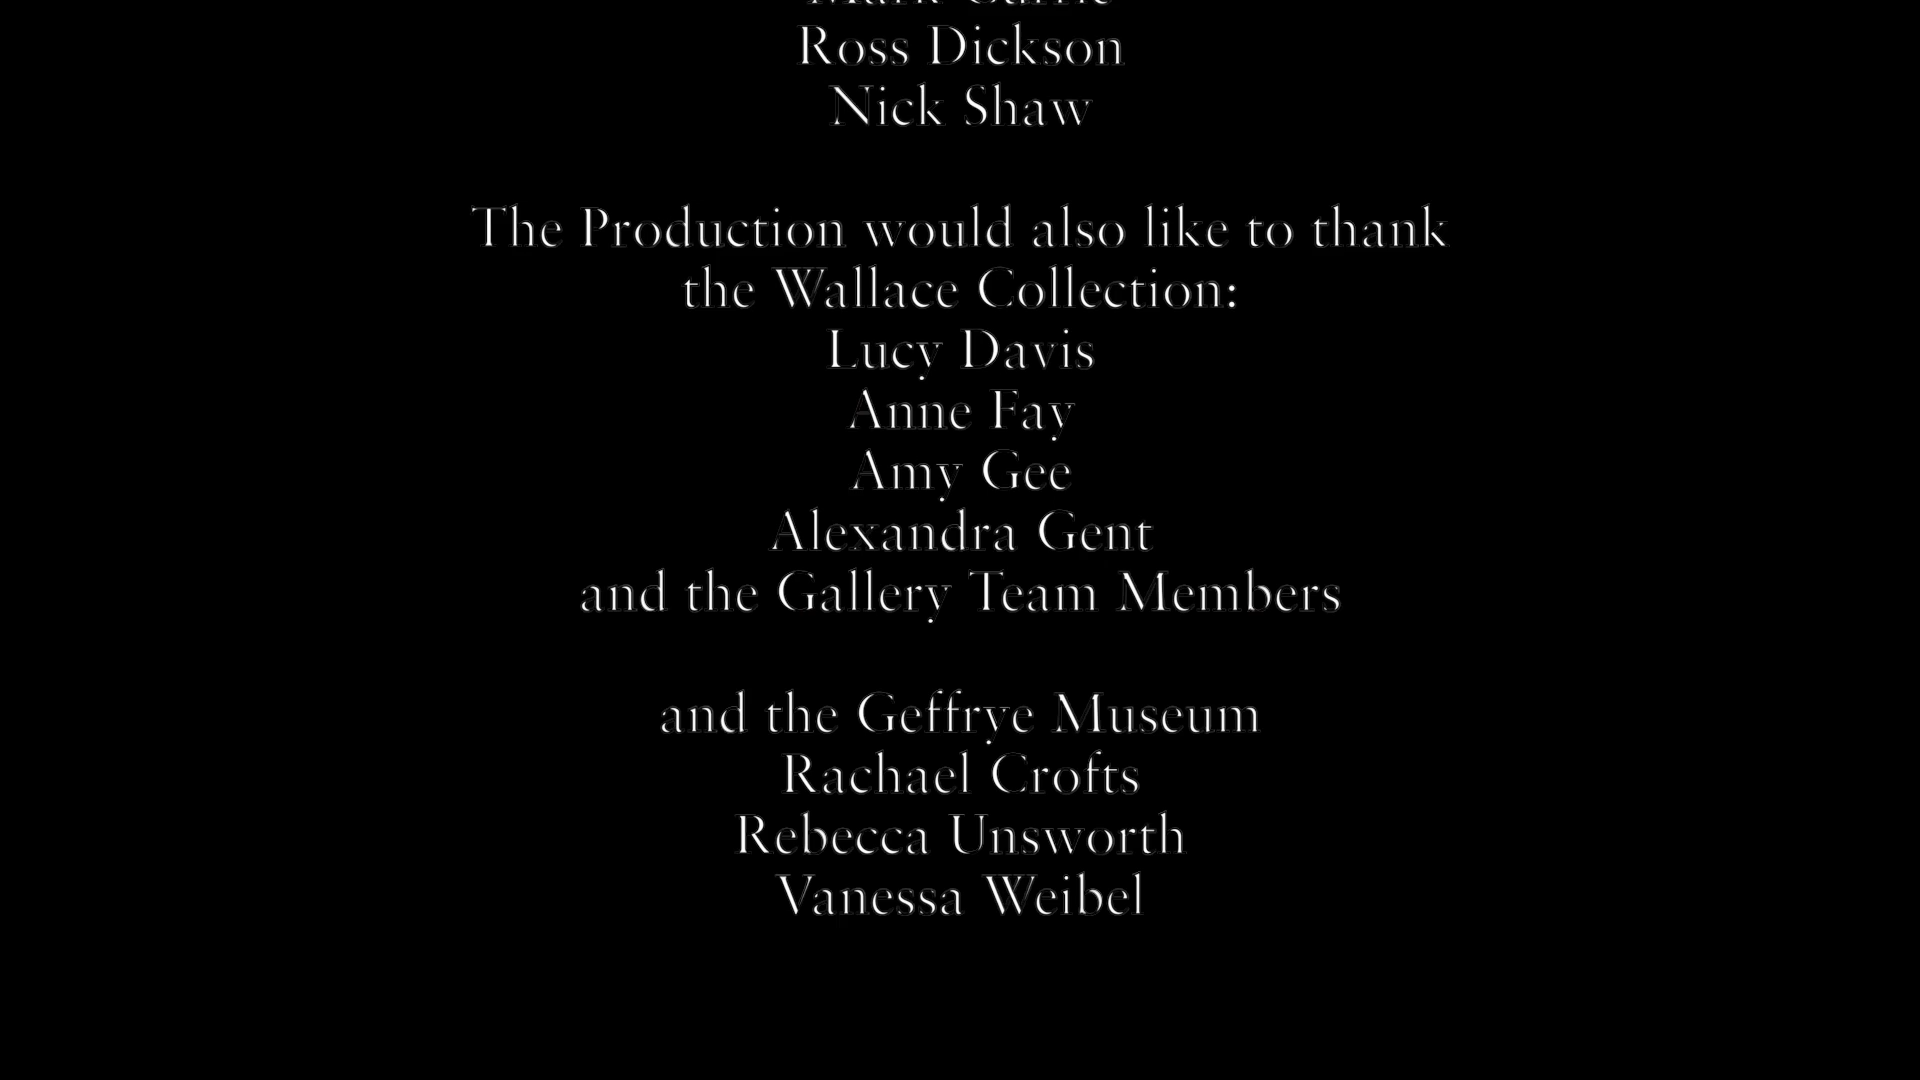 Ross Dickson
Nick Shaw
The Production would also like to thank
the Wallace Collection:
Lucy Davis
Anne Fay
Amy Gee
Alexandra Gent
and the Gallery Team Members
and the Geffrye Museum
Rachael Crofts
Rebecca Unsworth
Vanessa Weibel